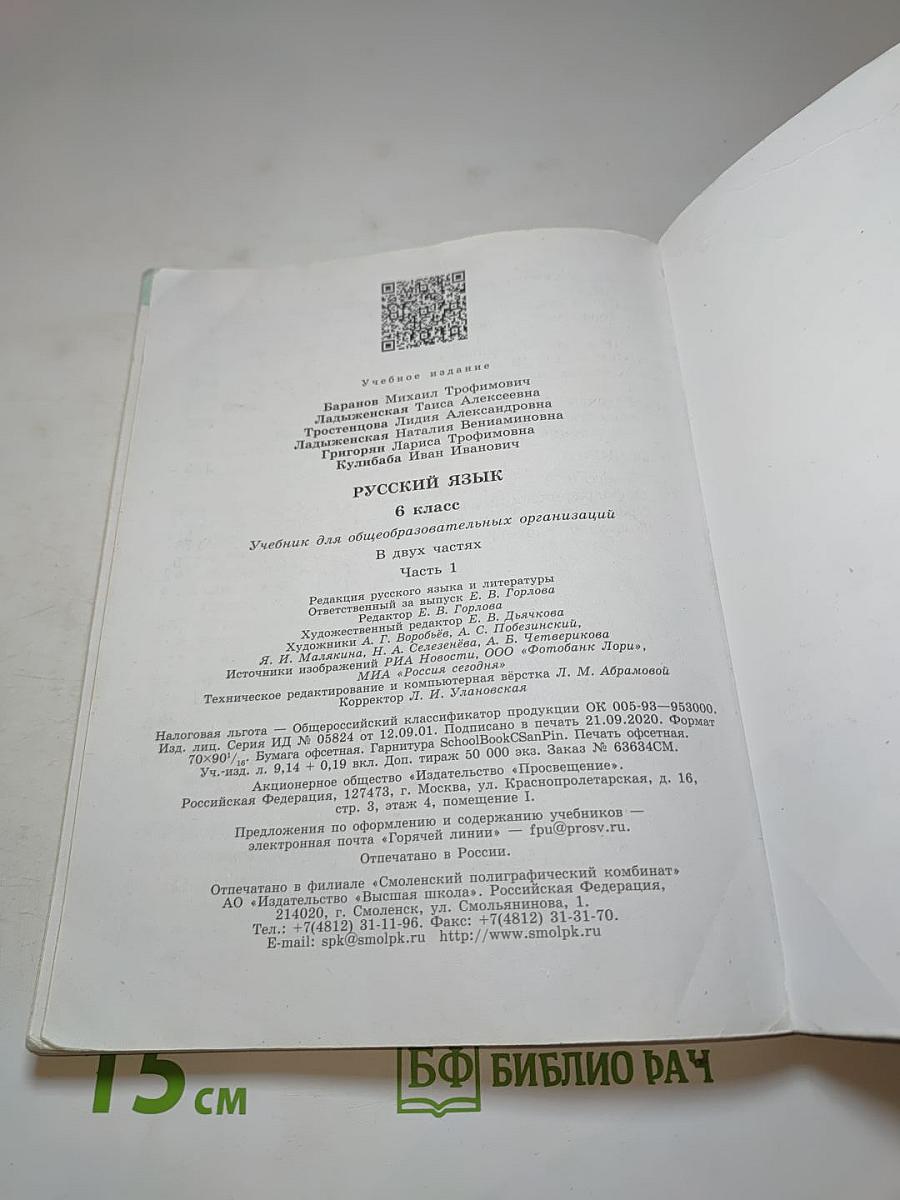 Учебное издание
Баранов Михаил Трофимович
Ладыженская Таиса Алексеевна
Тростенцова Лидия Александровна
Ладыженская Наталия Вениаминовна
Григорян Лариса Трофимовна
Кулибаба Иван Иванович
РУССКИЙ ЯЗЫК
6 класс
Учебник для общеобразовательных организаций
В двух частях
Часть 1
Редакция русского языка и литературы
Ответственный за выпуск Е. В. Горлова
Редактор Е. В. Горлова
Художественный редактор Е. В. Дьячкова
Художники А. Г. Воробьёв, А. С. Побезинский,
Я. И. Малякина, Н. А. Селезенёва, А. В. Четверикова
Источники изображений РИА Новости, ООО «Фотобанк Лори»,
МИА «Россия сегодня»
Техническое редактирование и компьютерная вёрстка Л. М. Абрамовой
Корректор Л. И. Улановская
Налоговая льгота — Общероссийский классификатор продукции ОК 005-93—953000.
Изд. лиц. Серия ИД № 05824 от 12.09.01. Подписано в печать 21.09.2020. Формат
70×90 1/16. Бумага офсетная. Гарнитура SchoolBookCSanPin. Печать офсетная.
Уч.-изд. л. 9,14 + 0,19 вкл. Доп. тираж 50 000 экз. Заказ № 63634СМ.
Акционерное общество «Издательство «Просвещение».
Российская Федерация, 127473, г. Москва, ул. Краснопролетарская, д. 16,
стр. 3, этаж 4, помещение I.
Предложения по оформлению и содержанию учебников —
электронная почта «Горячей линии» — fpu@prosv.ru.
Отпечатано в России.
Отпечатано в филиале «Смоленский полиграфический комбинат»
АО «Издательство «Высшая школа». Российская Федерация,
214020, г. Смоленск, ул. Смольянинова, 1.
Тел.: +7(4812) 31-11-96. Факс: +7(4812) 31-31-70.
E-mail: spk@smolpk.ru http://www.smolpk.ru
15 см
БФ